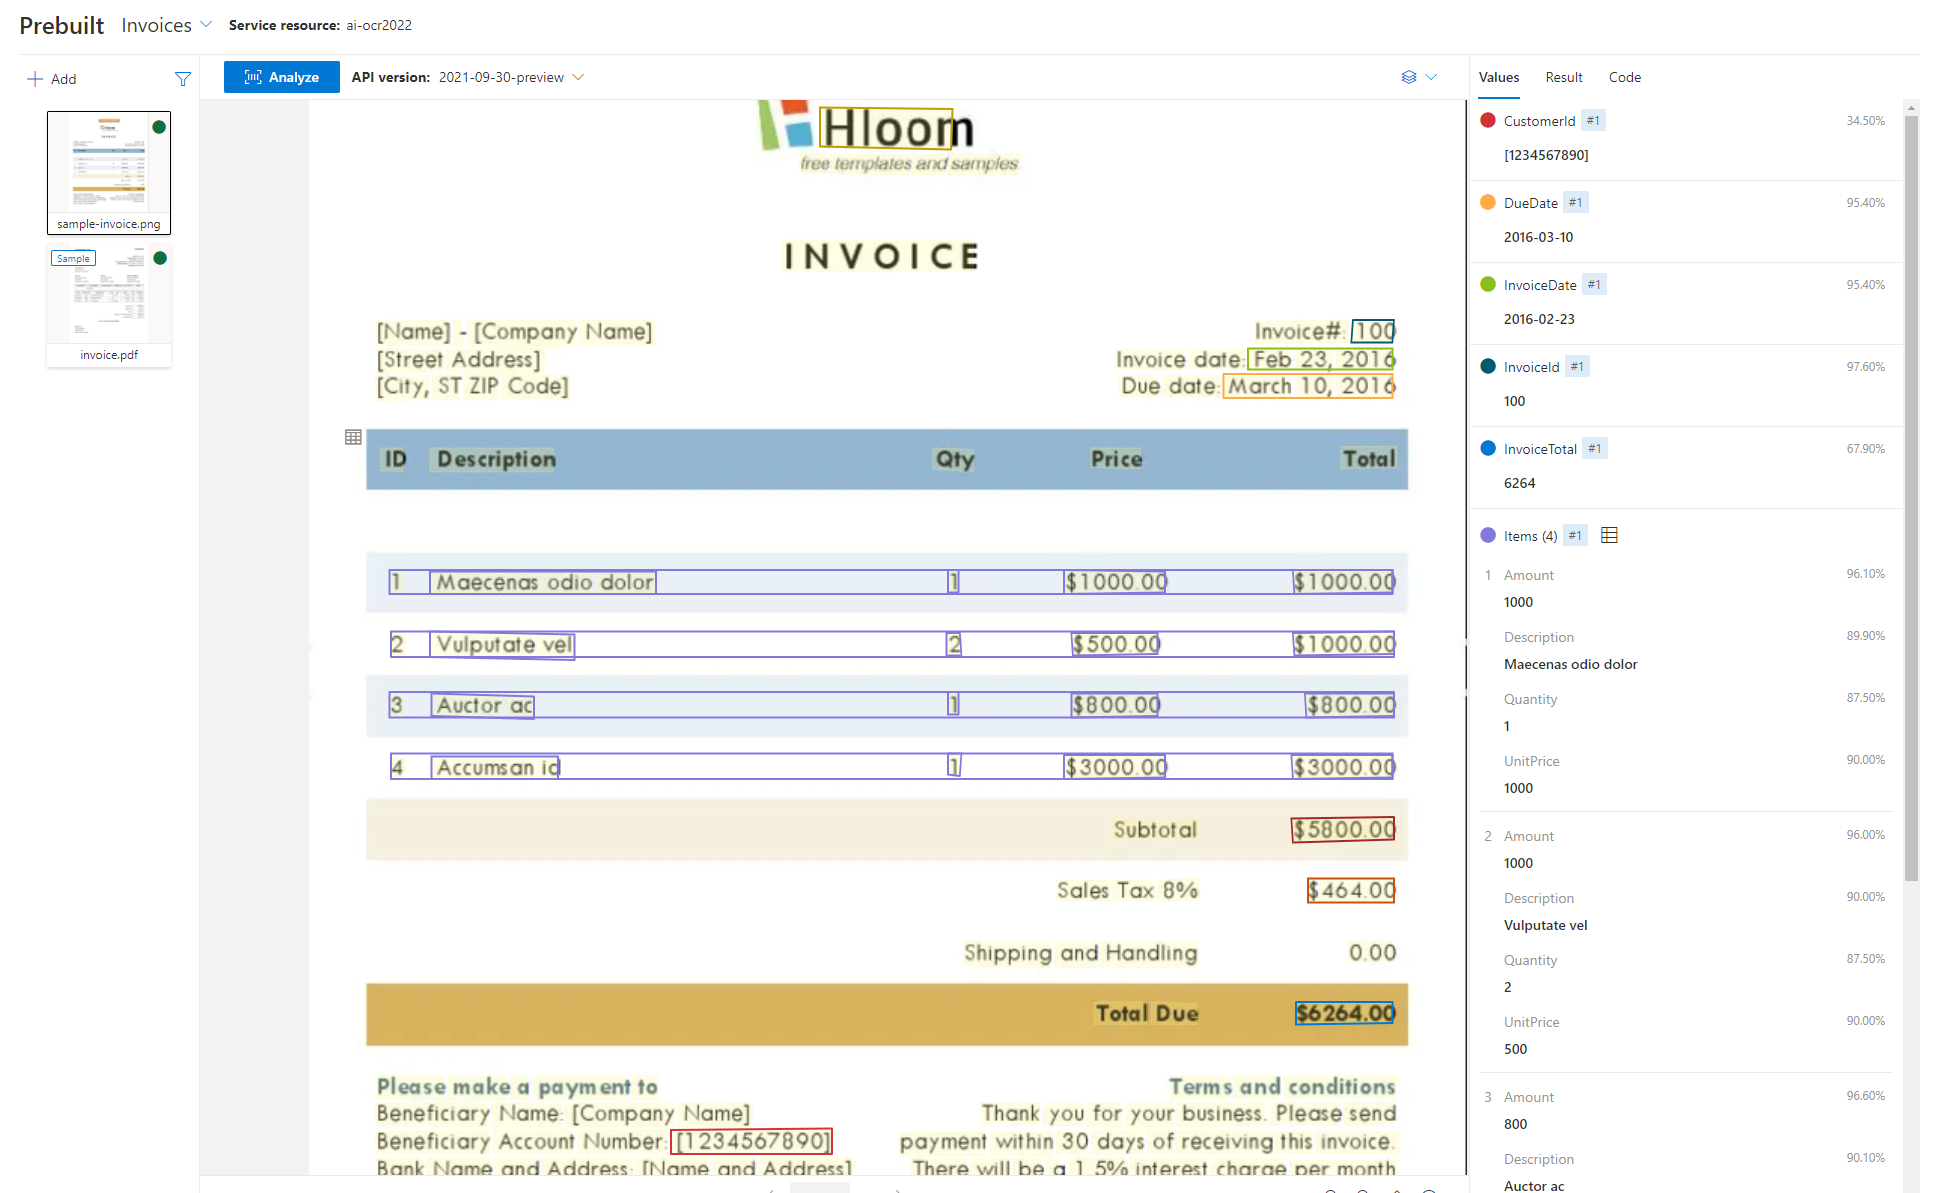 Prebuilt Invoices Service resource: ai-ocr2022
Add
Analyze API version: 2021-09-30-preview
Values Result Code
sample-invoice.png
Sample
invoice.pdf
Hloom
free templates and samples
INVOICE
[Name] - [Company Name] Invoice#: 100
[Street Address] Invoice date: Feb 23, 2016
[City, ST ZIP Code] Due date: March 10, 2016
ID Description Qty Price Total
1 Maecenas odio dolor 1 $1000.00 $1000.00
2 Vulputate vel 2 $500.00 $1000.00
3 Auctor ac 1 $800.00 $800.00
4 Accumsan id 1 $3000.00 $3000.00
Subtotal $5800.00
Sales Tax 8% $464.00
Shipping and Handling 0.00
Total Due $6264.00
Please make a payment to
Beneficiary Name: [Company Name]
Beneficiary Account Number: [1234567890]
Bank Name and Address: [Name and Address]
Terms and conditions
Thank you for your business. Please send
payment within 30 days of receiving this invoice.
There will be a 1.5% interest charge per month
CustomerId #1 34.50%
[1234567890]
DueDate #1 95.40%
2016-03-10
InvoiceDate #1 95.40%
2016-02-23
InvoiceId #1 97.60%
100
InvoiceTotal #1 67.90%
6264
Items (4) #1
1 Amount 96.10%
1000
Description 89.90%
Maecenas odio dolor
Quantity 87.50%
1
UnitPrice 90.00%
1000
2 Amount 96.00%
1000
Description 90.00%
Vulputate vel
Quantity 87.50%
2
UnitPrice 90.00%
500
3 Amount 96.60%
800
Description 90.10%
Auctor ac